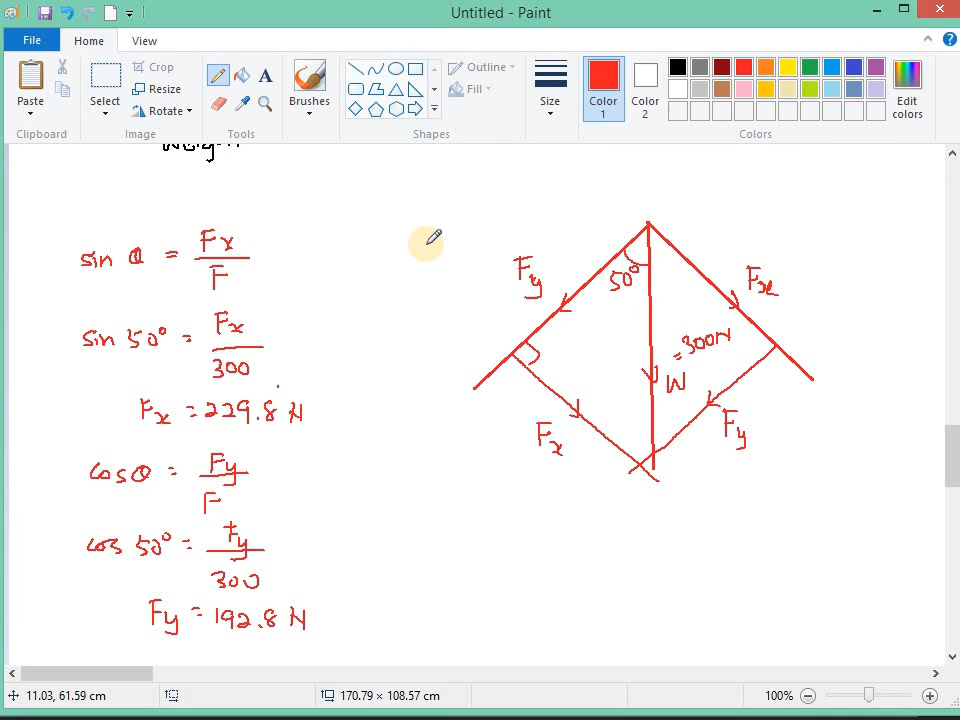 Untitled - Paint
File Home View
Paste
Select
Crop
Resize
Rotate
Brushes
Outline
Fill
Size
Color 1
Color 2
Edit colors
Clipboard Image Tools Shapes Colors
sin θ = Fx / F
sin 50° = Fx / 300
Fx = 229.8 N
cos θ = Fy / F
cos 50° = Fy / 300
Fy = 192.8 N
Fy
50°
Fx
= 300N
W
Fx
Fy
11.03, 61.59 cm
170.79 × 108.57 cm
100%